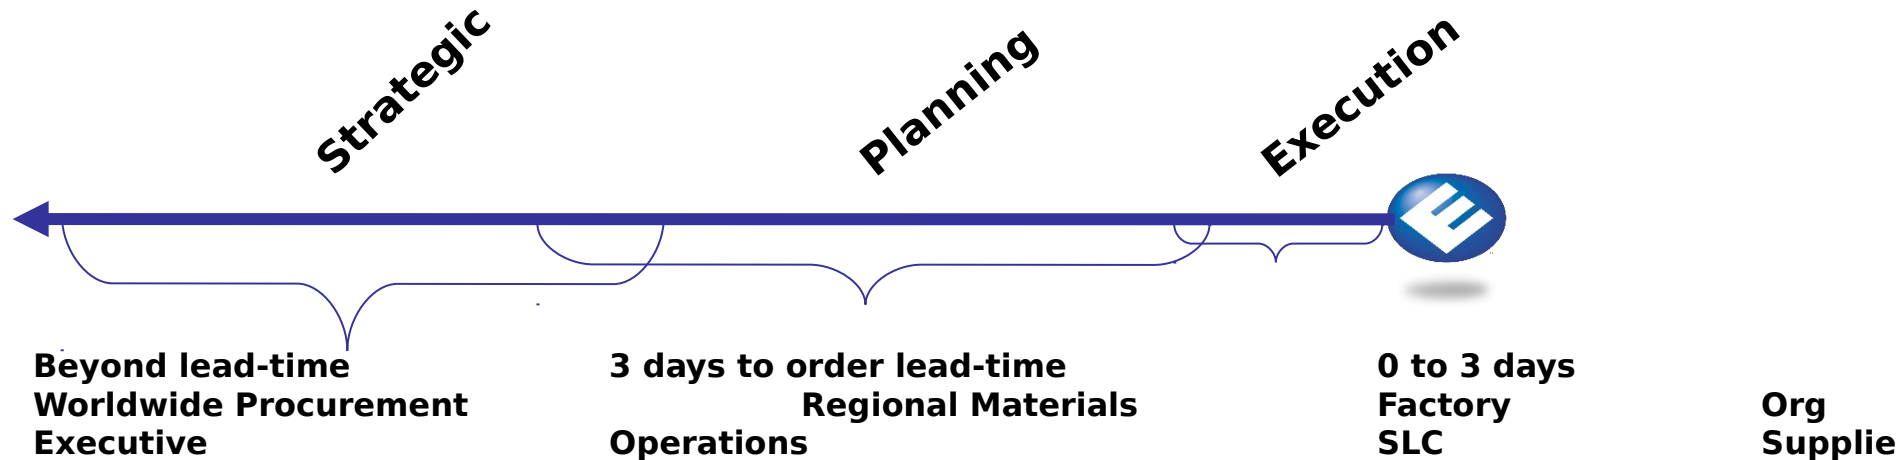 Strategic
Planning
Execution
Beyond lead-time 3 days to order lead-time 0 to 3 days
Worldwide Procurement Regional Materials Factory Org
Executive Operations SLC Supplie